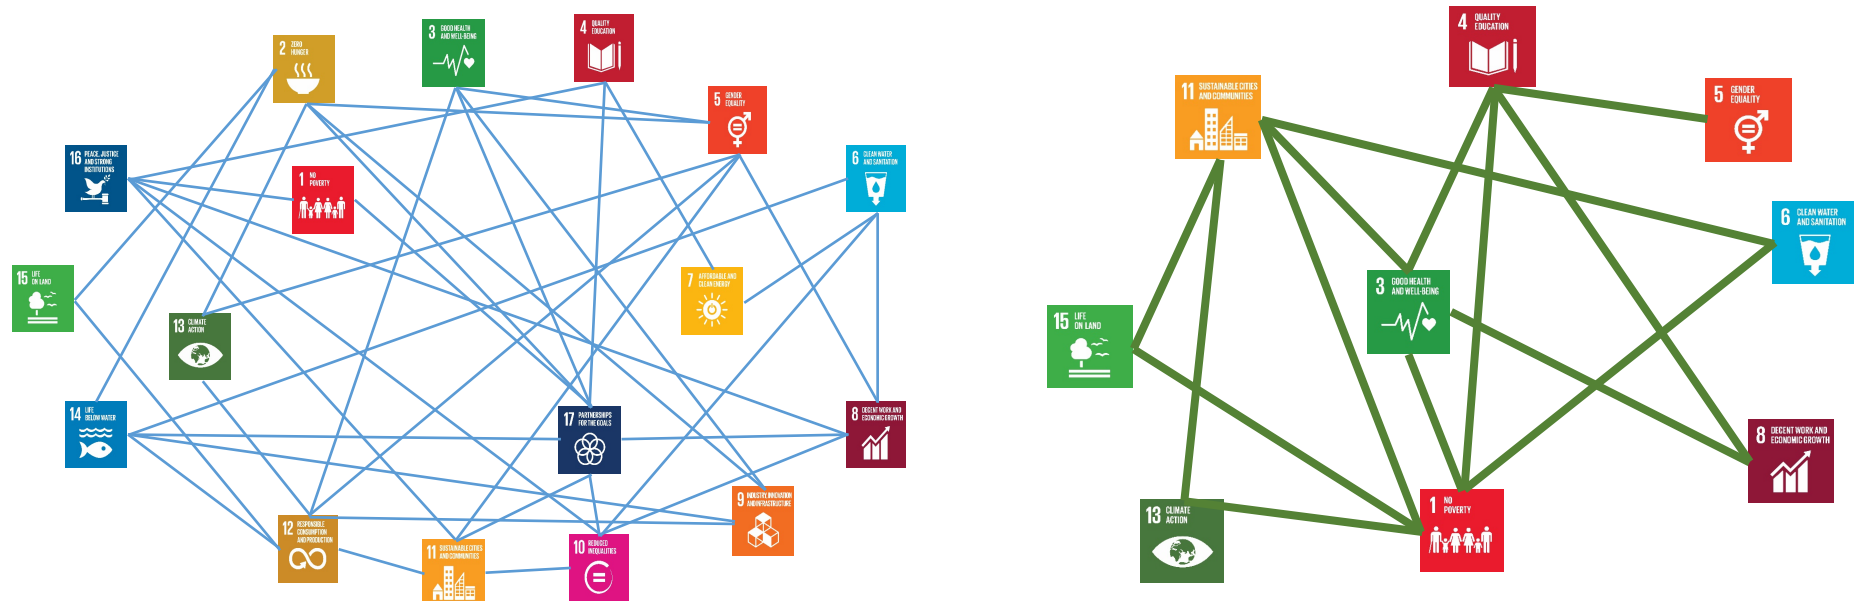 2 ZERO
HUNGER
3 GOOD HEALTH
AND WELL-BEING
4 QUALITY
EDUCATION
5 GENDER
EQUALITY
16 PEACE, JUSTICE
AND STRONG
INSTITUTIONS
1 NO
POVERTY
6 CLEAN WATER
AND SANITATION
15 LIFE
ON LAND
7 AFFORDABLE AND
CLEAN ENERGY
13 CLIMATE
ACTION
14 LIFE
BELOW WATER
17 PARTNERSHIPS
FOR THE GOALS
8 DECENT WORK AND
ECONOMIC GROWTH
9 INDUSTRY, INNOVATION
AND INFRASTRUCTURE
12 RESPONSIBLE
CONSUMPTION
AND PRODUCTION
11 SUSTAINABLE CITIES
AND COMMUNITIES
10 REDUCED
INEQUALITIES
4 QUALITY
EDUCATION
11 SUSTAINABLE CITIES
AND COMMUNITIES
5 GENDER
EQUALITY
6 CLEAN WATER
AND SANITATION
3 GOOD HEALTH
AND WELL-BEING
15 LIFE
ON LAND
8 DECENT WORK AND
ECONOMIC GROWTH
1 NO
POVERTY
13 CLIMATE
ACTION